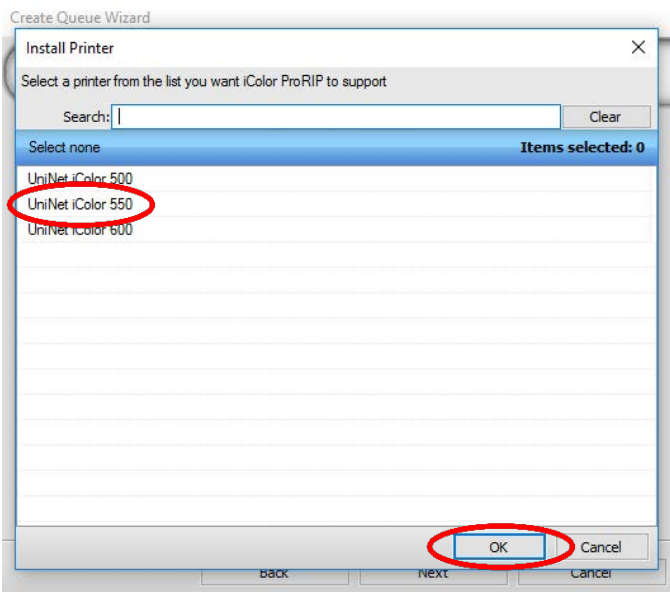 Create Queue Wizard
Install Printer
Select a printer from the list you want iColor ProRIP to support
Search:
Clear
Select none Items selected: 0
UniNet iColor 500
UniNet iColor 550
UniNet iColor 600
OK Cancel
Back Next Cancel